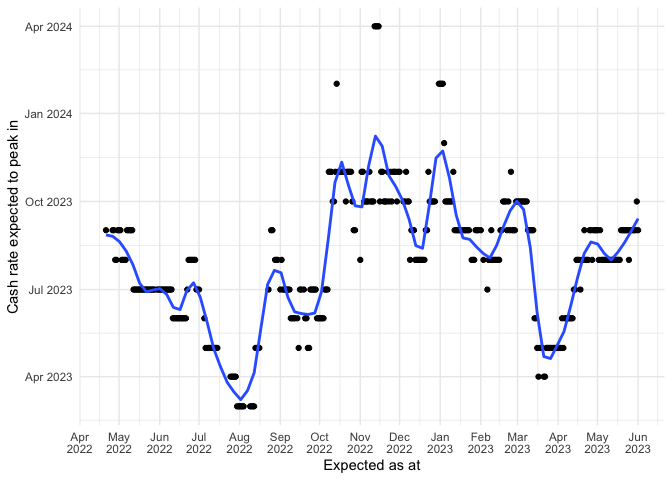 Cash rate expected to peak in
Apr 2024
Jan 2024
Oct 2023
Jul 2023
Apr 2023
Apr May Jun Jul Aug Sep Oct Nov Dec Jan Feb Mar Apr May Jun
2022 2022 2022 2022 2022 2022 2022 2022 2022 2023 2023 2023 2023 2023 2023
Expected as at